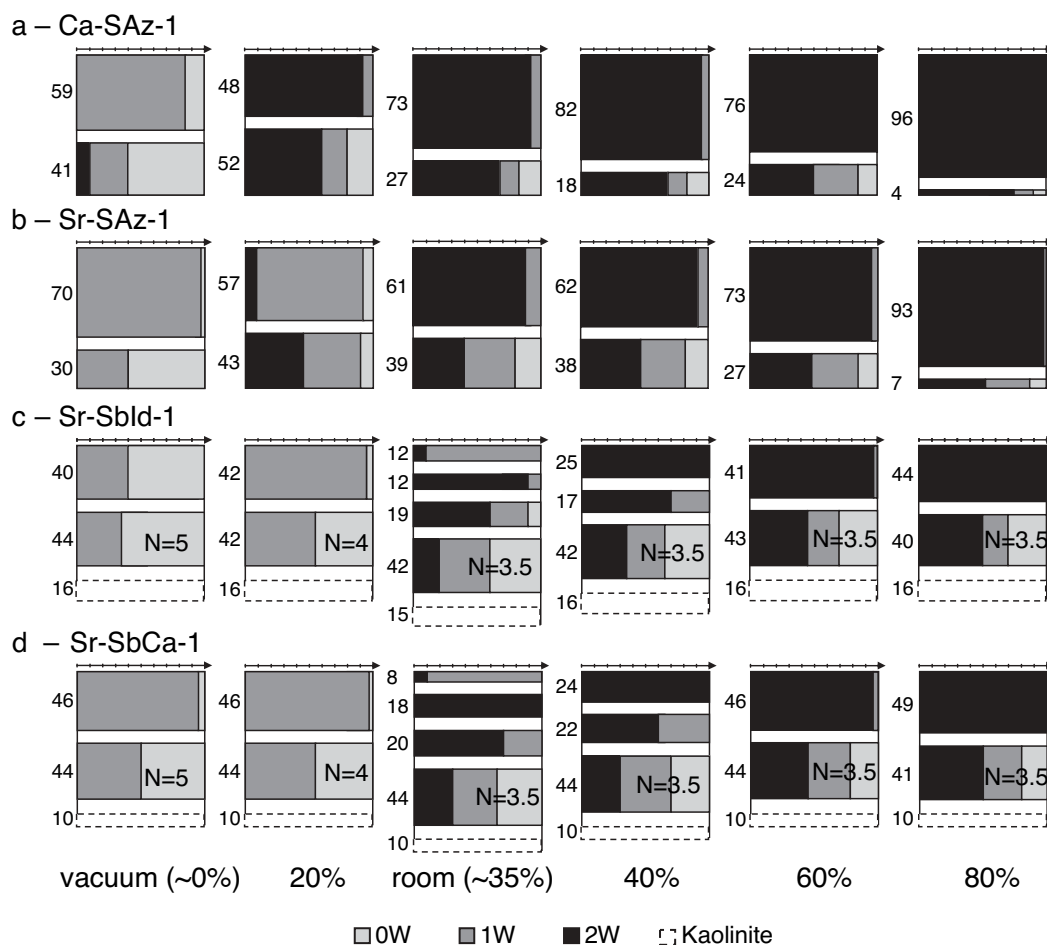 a – Ca-SAz-1
59 48 73 82 76 96
41 52 27 18 24 4
b – Sr-SAz-1
70 57 61 62 73 93
30 43 39 38 27 7
c – Sr-SbId-1
40 42 12 25 41 44
12 17
19
44 N=5 42 N=4 42 N=3.5 42 N=3.5 43 N=3.5 40 N=3.5
16 16 15 16 16 16
d – Sr-SbCa-1
46 46 8 24 46 49
18 22
20
44 N=5 44 N=4 44 N=3.5 44 N=3.5 44 N=3.5 41 N=3.5
10 10 10 10 10 10
vacuum (~0%) 20% room (~35%) 40% 60% 80%
0W 1W 2W Kaolinite